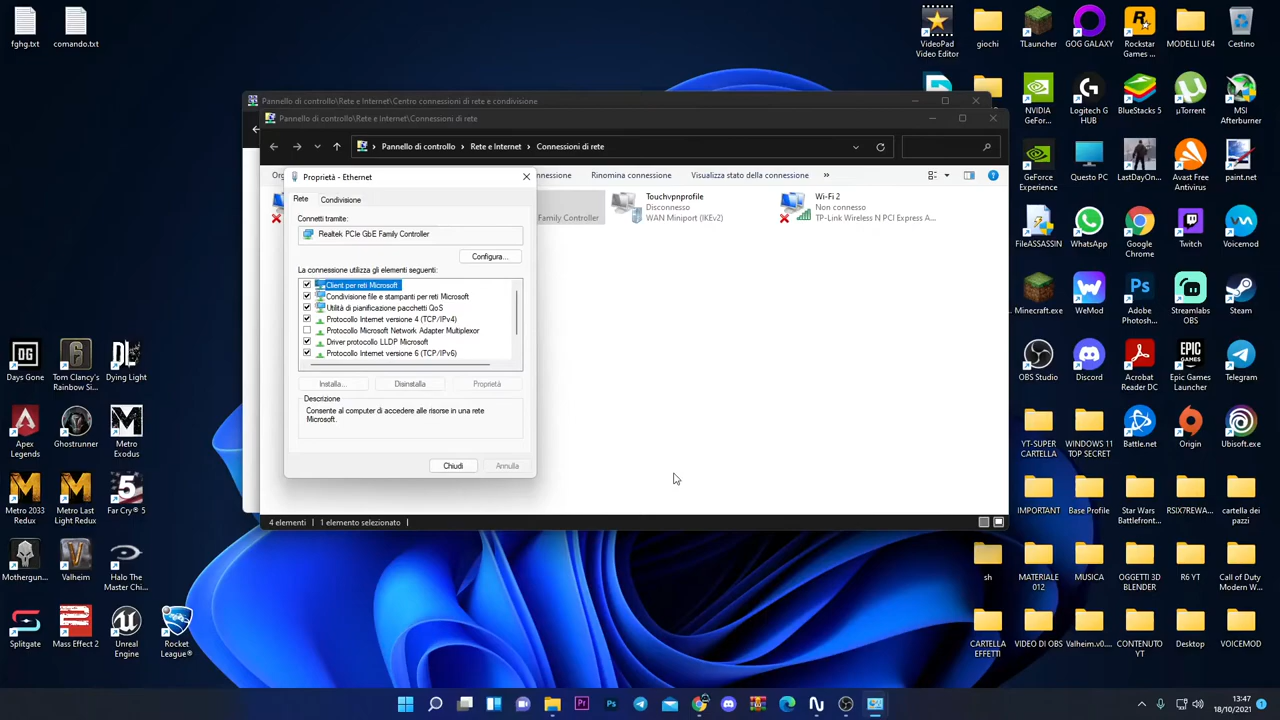 fghg.txt
comando.txt
VideoPad
Video Editor
giochi
TLauncher
GOG GALAXY
Rockstar
Games ...
MODELLI UE4
Cestino
Pannello di controllo\Rete e Internet\Centro connessioni di rete e condivisione
Pannello di controllo\Rete e Internet\Connessioni di rete
Pannello di controllo > Rete e Internet > Connessioni di rete
Org
nnessione
Rinomina connessione
Visualizza stato della connessione
»
Family Controller
Touchvpnprofile
Disconnesso
WAN Miniport (IKEv2)
Wi-Fi 2
Non connesso
TP-Link Wireless N PCI Express A...
Proprietà - Ethernet
Rete
Condivisione
Connetti tramite:
Realtek PCIe GbE Family Controller
Configura...
La connessione utilizza gli elementi seguenti:
Client per reti Microsoft
Condivisione file e stampanti per reti Microsoft
Utilità di pianificazione pacchetti QoS
Protocollo Internet versione 4 (TCP/IPv4)
Protocollo Microsoft Network Adapter Multiplexor
Driver protocollo LLDP Microsoft
Protocollo Internet versione 6 (TCP/IPv6)
Installa...
Disinstalla
Proprietà
Descrizione
Consente al computer di accedere alle risorse in una rete
Microsoft.
Chiudi
Annulla
4 elementi
1 elemento selezionato
NVIDIA
GeFor...
Logitech G
HUB
BlueStacks 5
µTorrent
MSI
Afterburner
GeForce
Experience
Questo PC
LastDayOn...
Avast Free
Antivirus
paint.net
FileASSASSIN
WhatsApp
Google
Chrome
Twitch
Voicemod
Minecraft.exe
WeMod
Adobe
Photosh...
Streamlabs
OBS
Steam
OBS Studio
Discord
Acrobat
Reader DC
Epic Games
Launcher
Telegram
YT-SUPER
CARTELLA
WINDOWS 11
TOP SECRET
Battle.net
Origin
Ubisoft.exe
IMPORTANT
Base Profile
Star Wars
Battlefront...
RSIX7REWA...
cartella dei
pazzi
sh
MATERIALE
012
MUSICA
OGGETTI 3D
BLENDER
R6 YT
Call of Duty
Modern W...
CARTELLA
EFFETTI
VIDEO DI OBS
Valheim.v0....
CONTENUTO
YT
Desktop
VOICEMOD
Days Gone
Tom Clancy's
Rainbow Si...
Dying Light
Apex
Legends
Ghostrunner
Metro
Exodus
Metro 2033
Redux
Metro Last
Light Redux
Far Cry® 5
Mothergun...
Valheim
Halo The
Master Chi...
Splitgate
Mass Effect 2
Unreal
Engine
Rocket
League®
13:47
18/10/2021